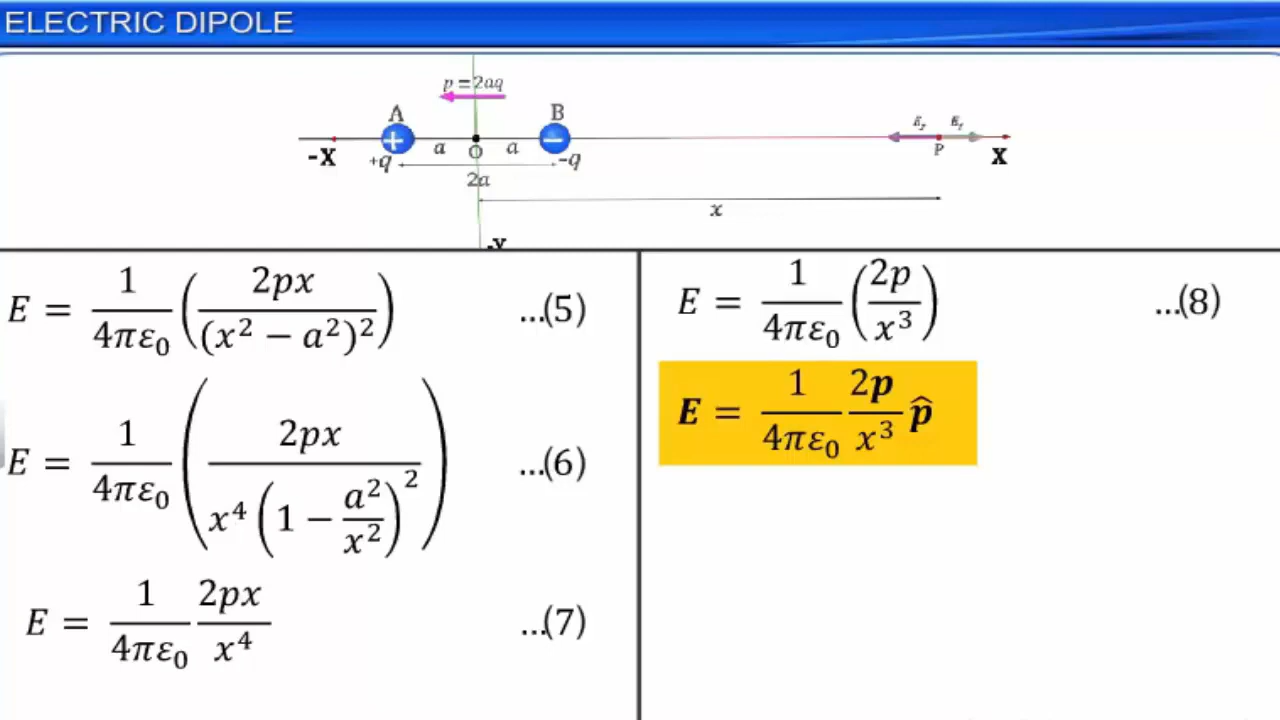 ELECTRIC DIPOLE
p = 2aq
A
B
P
-X
+q
a
O
a
-q
X
2a
x
E = 1/4πε₀ (2px/(x² − a²)²) ...(5)
E = 1/4πε₀ (2px/x⁴(1 − a²/x²)²) ...(6)
E = 1/4πε₀ 2px/x⁴ ...(7)
E = 1/4πε₀ (2p/x³) ...(8)
E = 1/4πε₀ 2p/x³ p̂